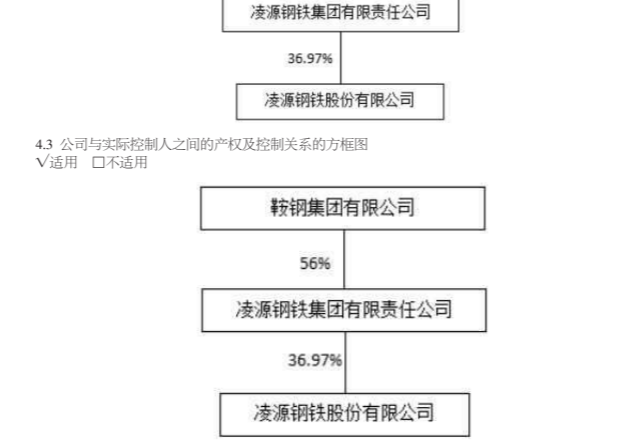 凌源钢铁集团有限责任公司
36.97%
凌源钢铁股份有限公司
4.3 公司与实际控制人之间的产权及控制关系的方框图
√适用 □不适用
鞍钢集团有限公司
56%
凌源钢铁集团有限责任公司
36.97%
凌源钢铁股份有限公司